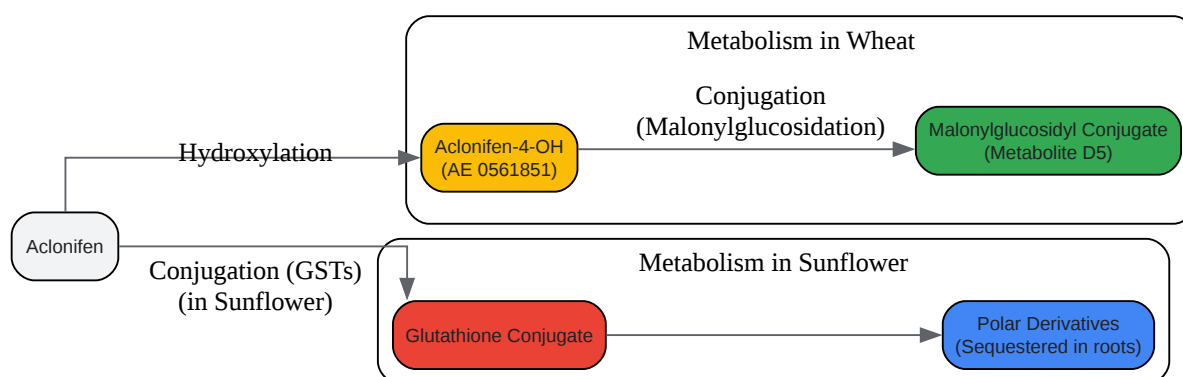 Metabolism in Wheat
Conjugation
(Malonylglucosidation)
Hydroxylation
Aclonifen-4-OH
(AE 0561851)
Malonylglucosidyl Conjugate
(Metabolite D5)
Aclonifen
Conjugation (GSTs)
(in Sunflower)
Metabolism in Sunflower
Glutathione Conjugate
Polar Derivatives
(Sequestered in roots)